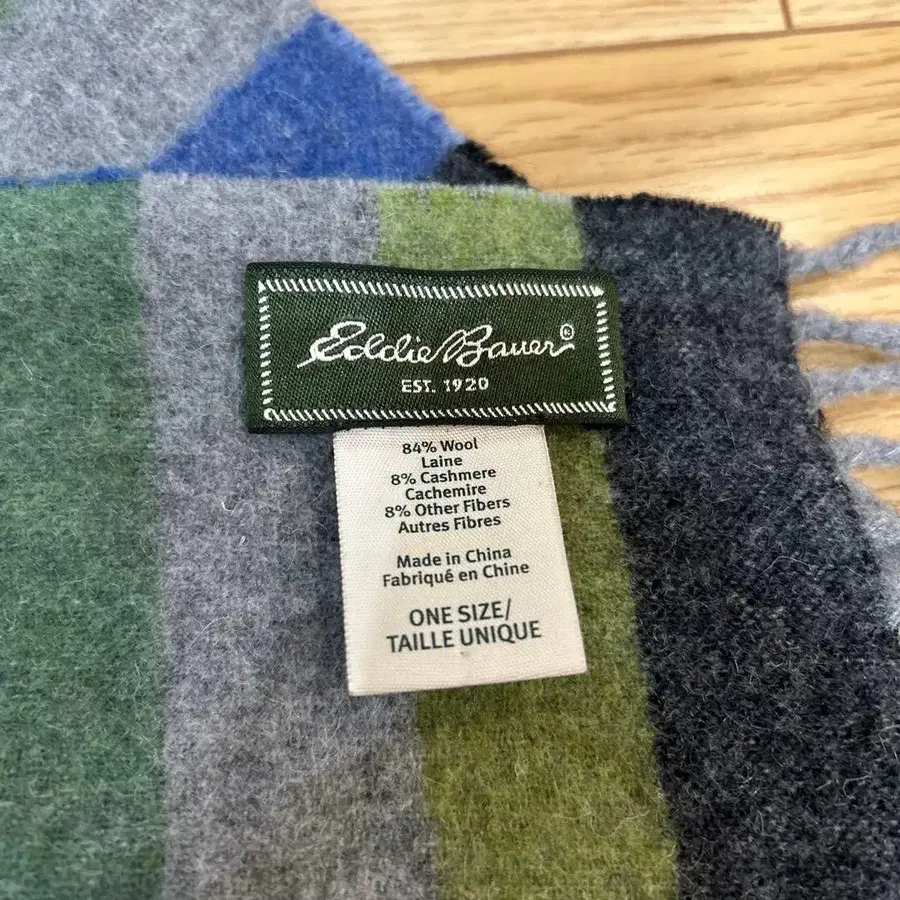 Eddie Bauer®
EST. 1920
84% Wool
Laine
8% Cashmere
Cachemire
8% Other Fibers
Autres Fibres
Made in China
Fabriqué en Chine
ONE SIZE/
TAILLE UNIQUE